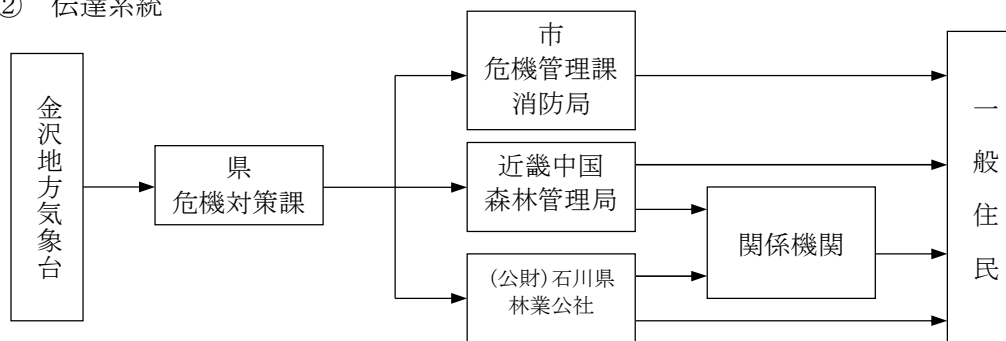 ② 伝達系統
金沢地方気象台
県
危機対策課
市
危機管理課
消防局
近畿中国
森林管理局
(公財)石川県
林業公社
関係機関
一般住民